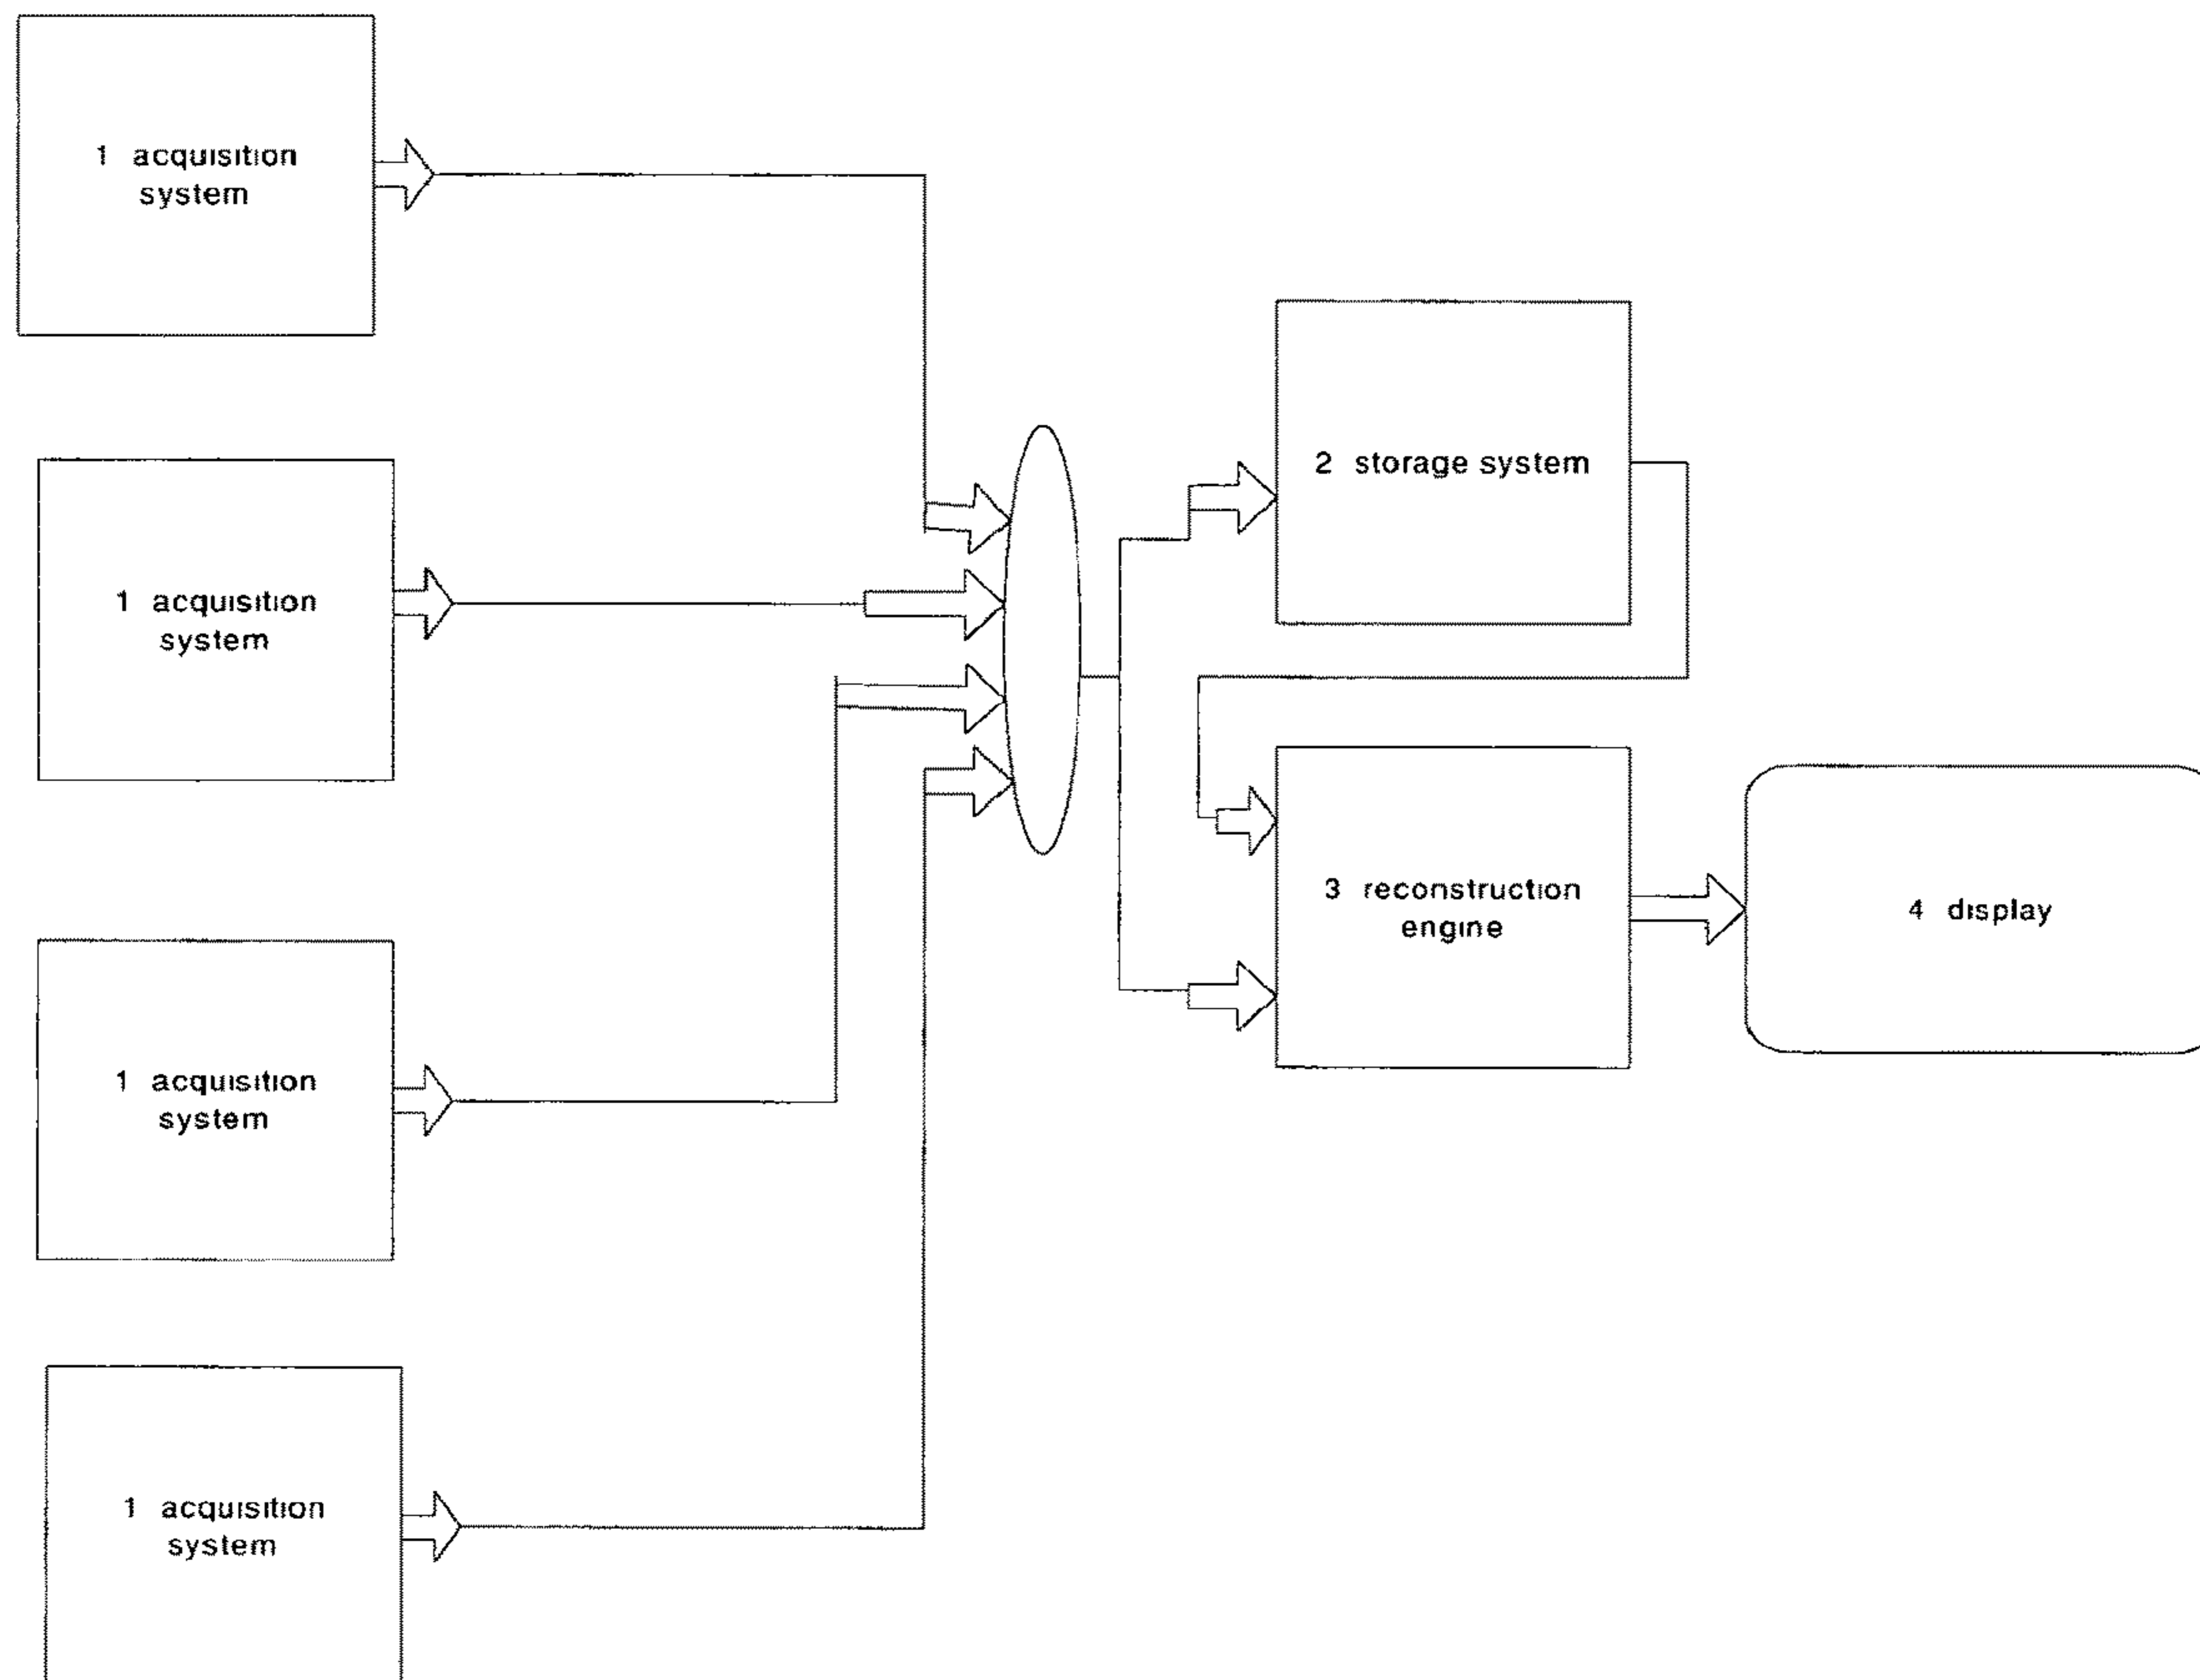 1 acquisition
system
1 acquisition
system
1 acquisition
system
1 acquisition
system
2 storage system
3 reconstruction
engine
4 display